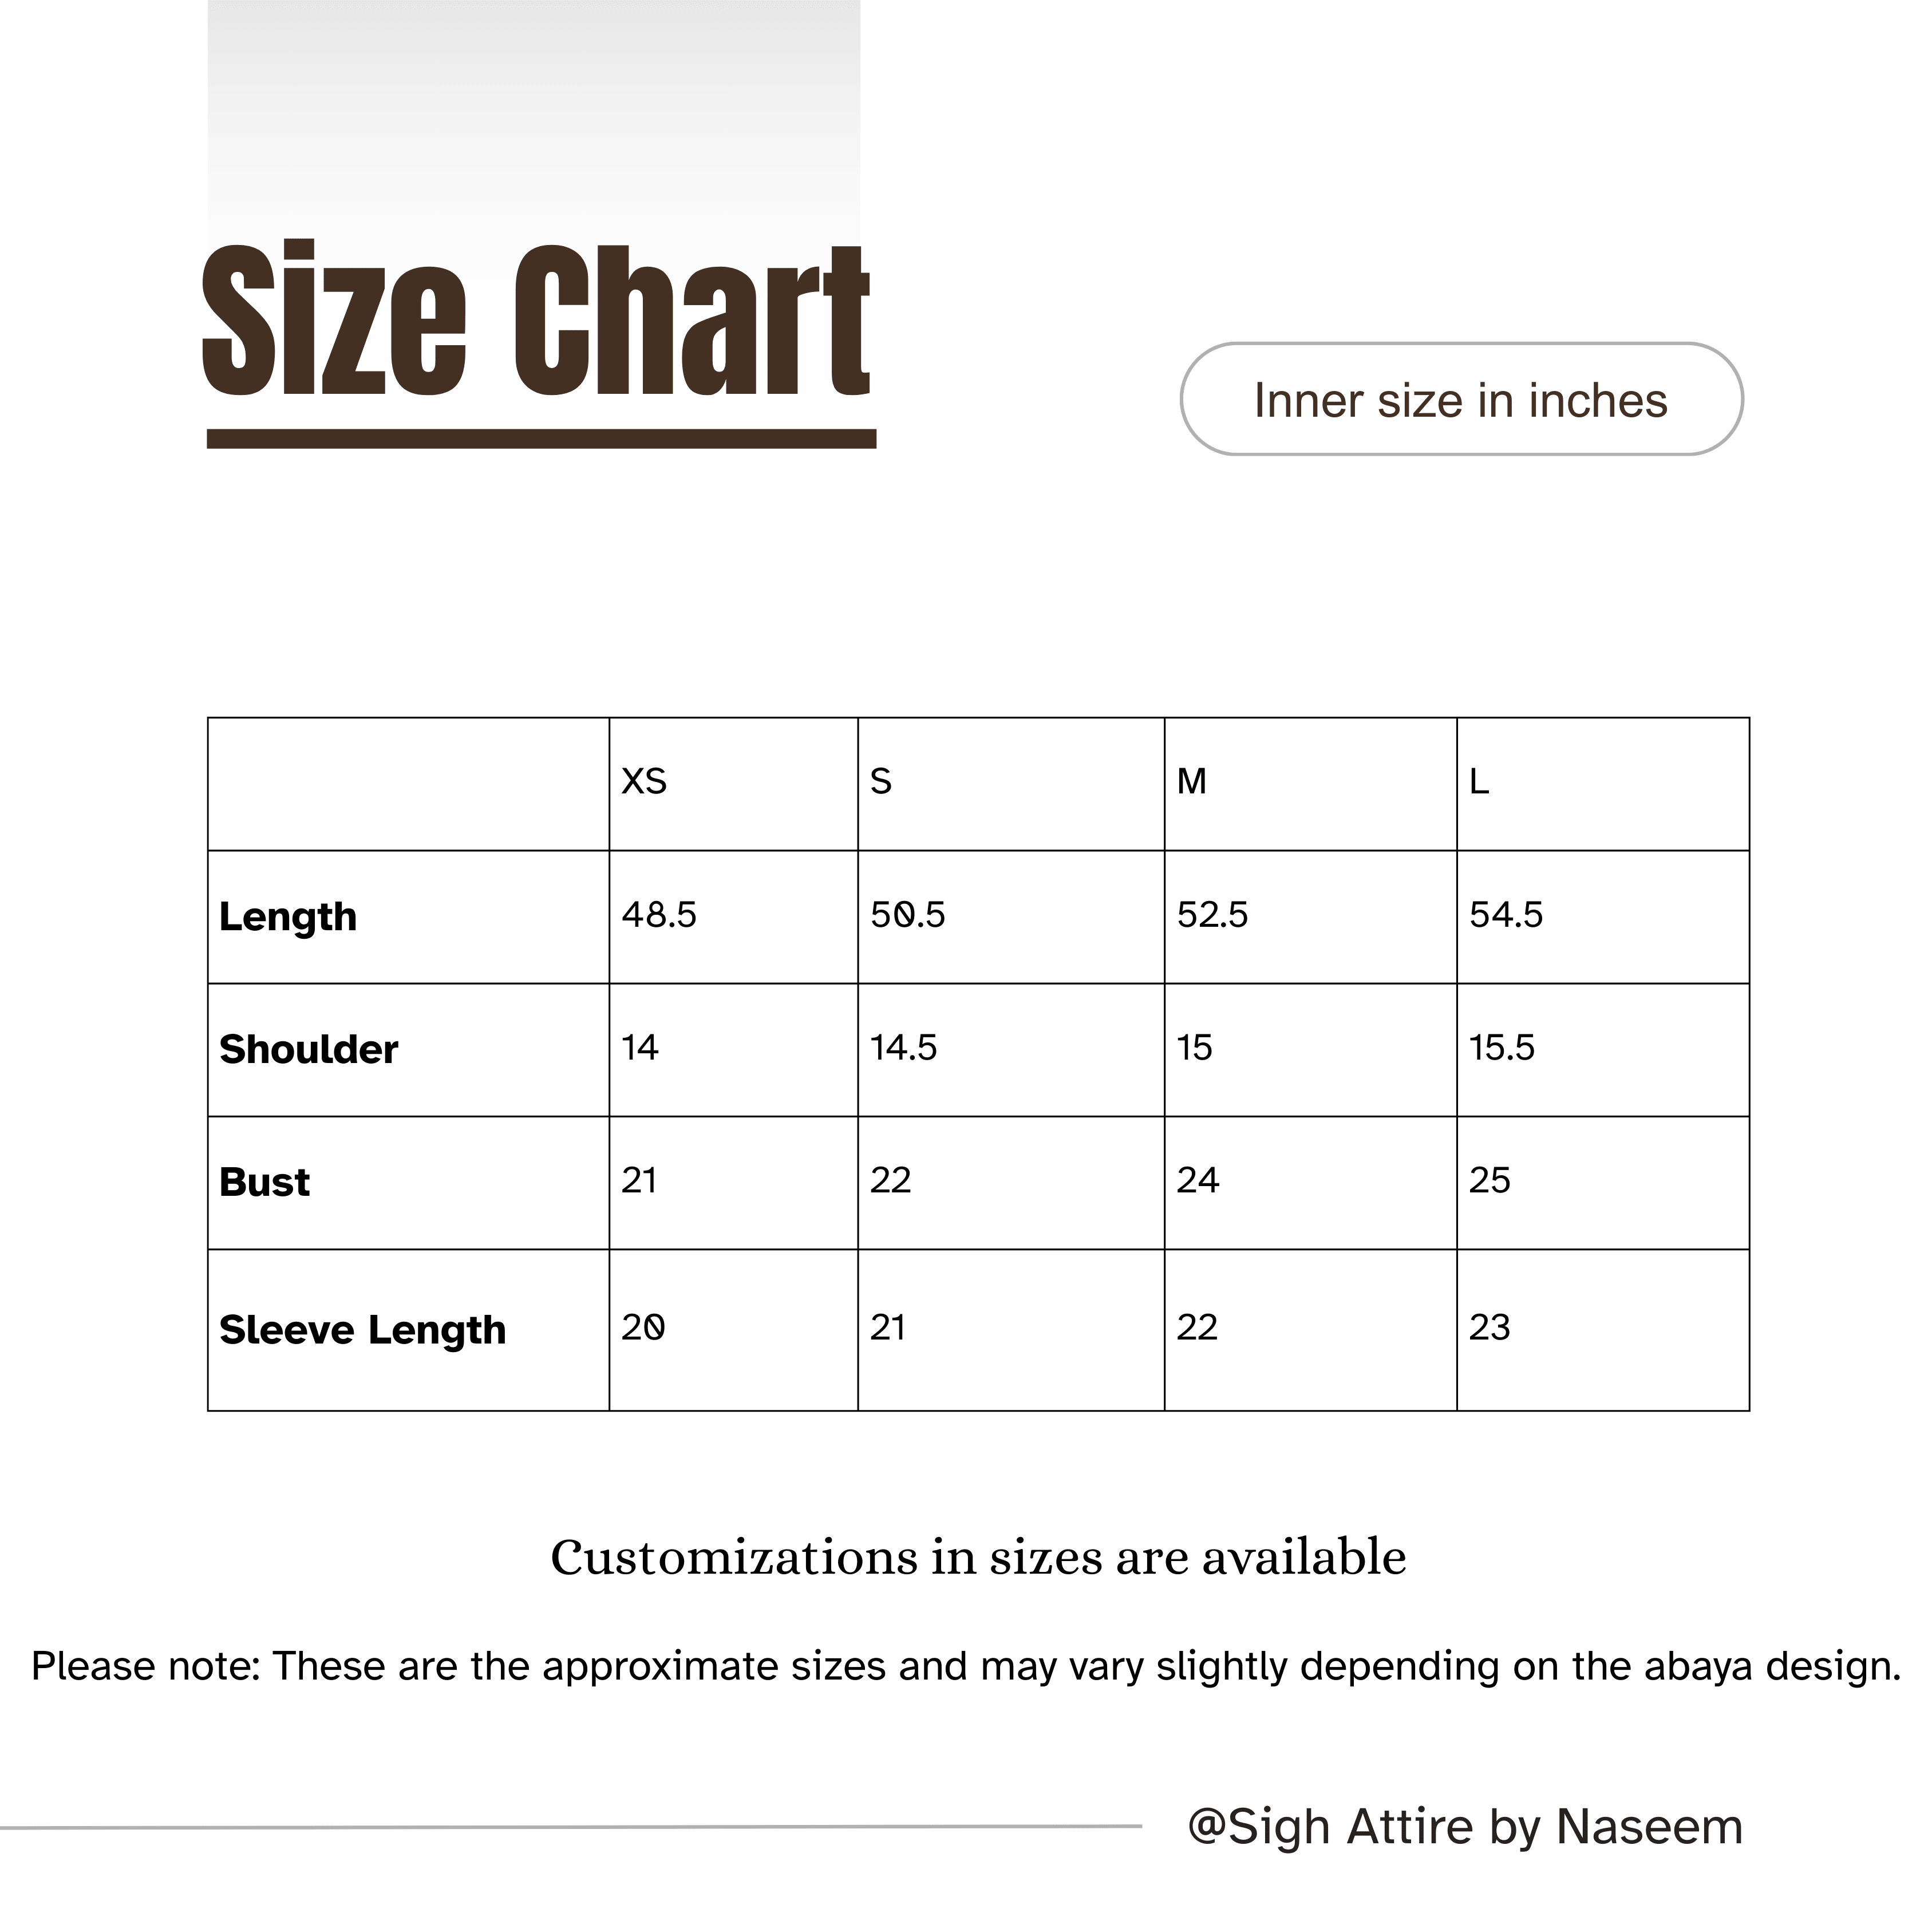 Size Chart
Inner size in inches
XS S M L
Length 48.5 50.5 52.5 54.5
Shoulder 14 14.5 15 15.5
Bust 21 22 24 25
Sleeve Length 20 21 22 23
Customizations in sizes are available
Please note: These are the approximate sizes and may vary slightly depending on the abaya design.
@Sigh Attire by Naseem